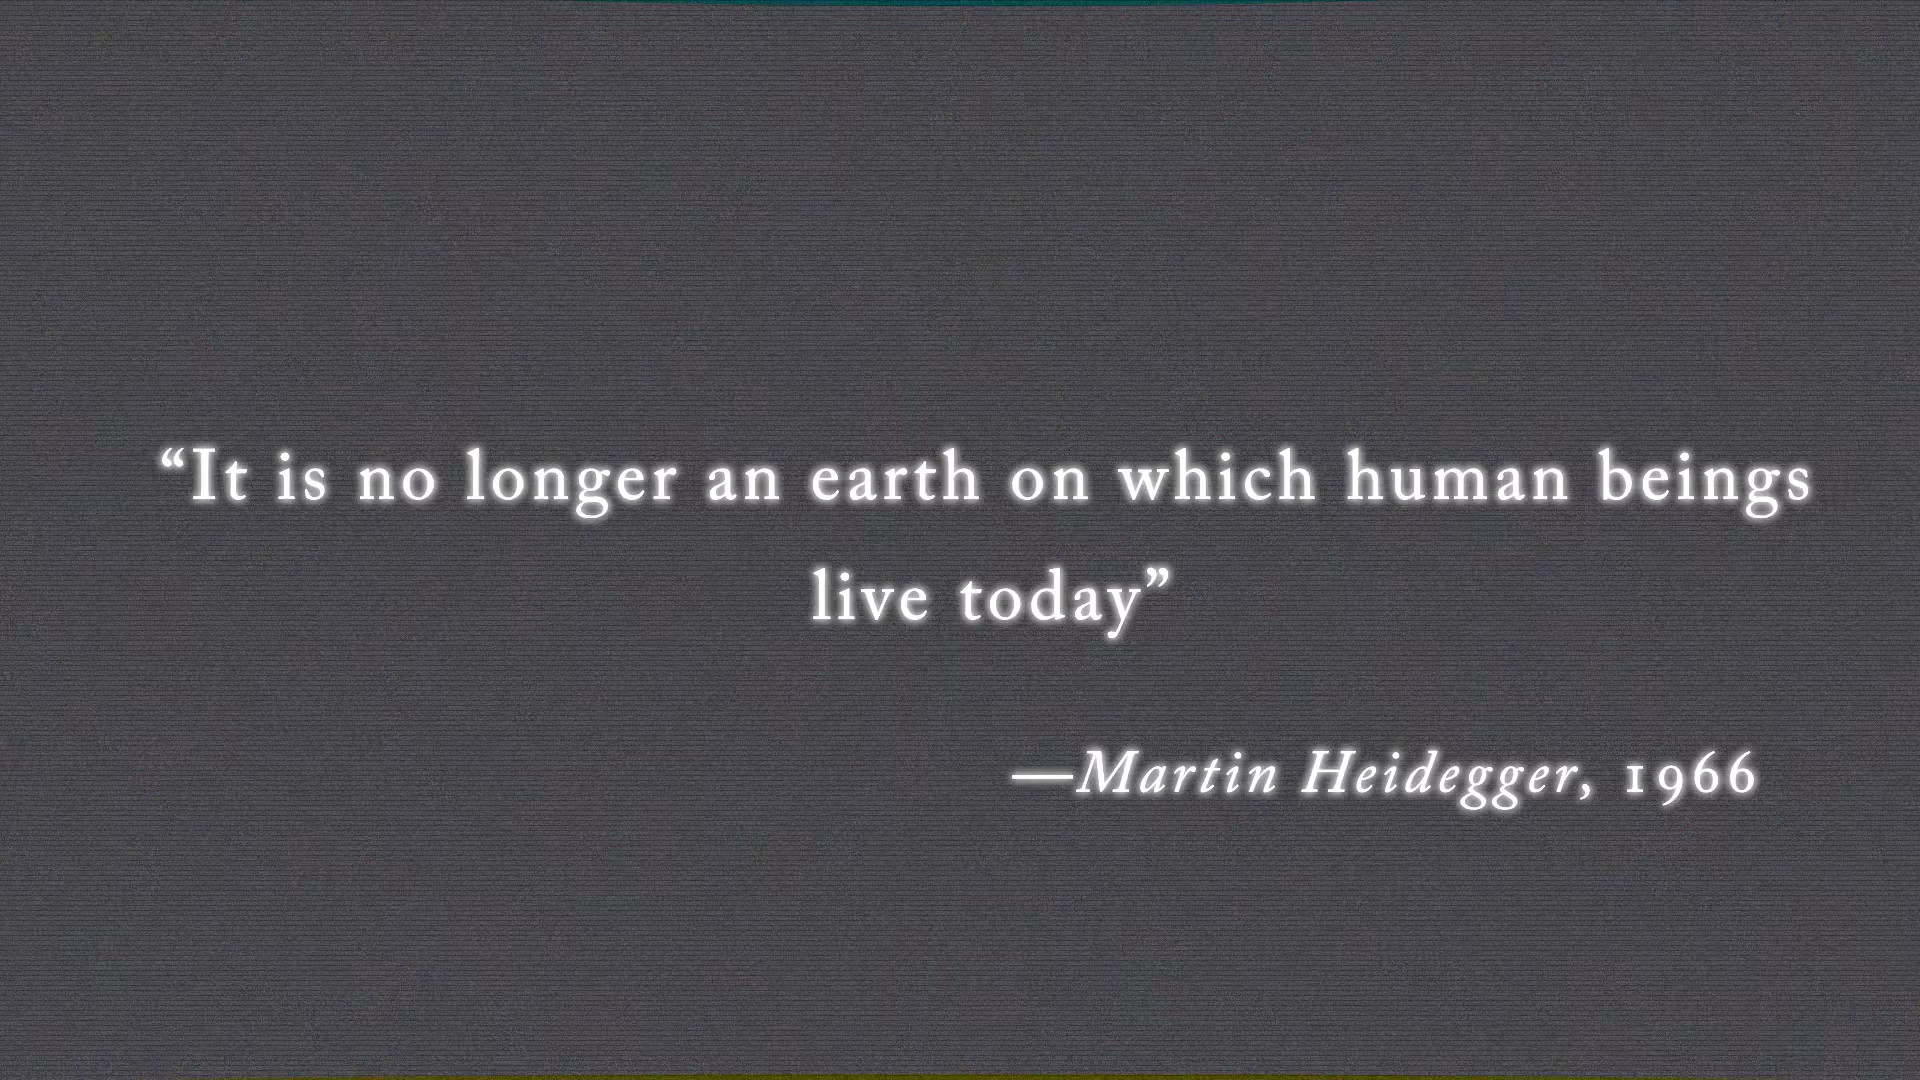 “It is no longer an earth on which human beings
live today”
—Martin Heidegger, 1966